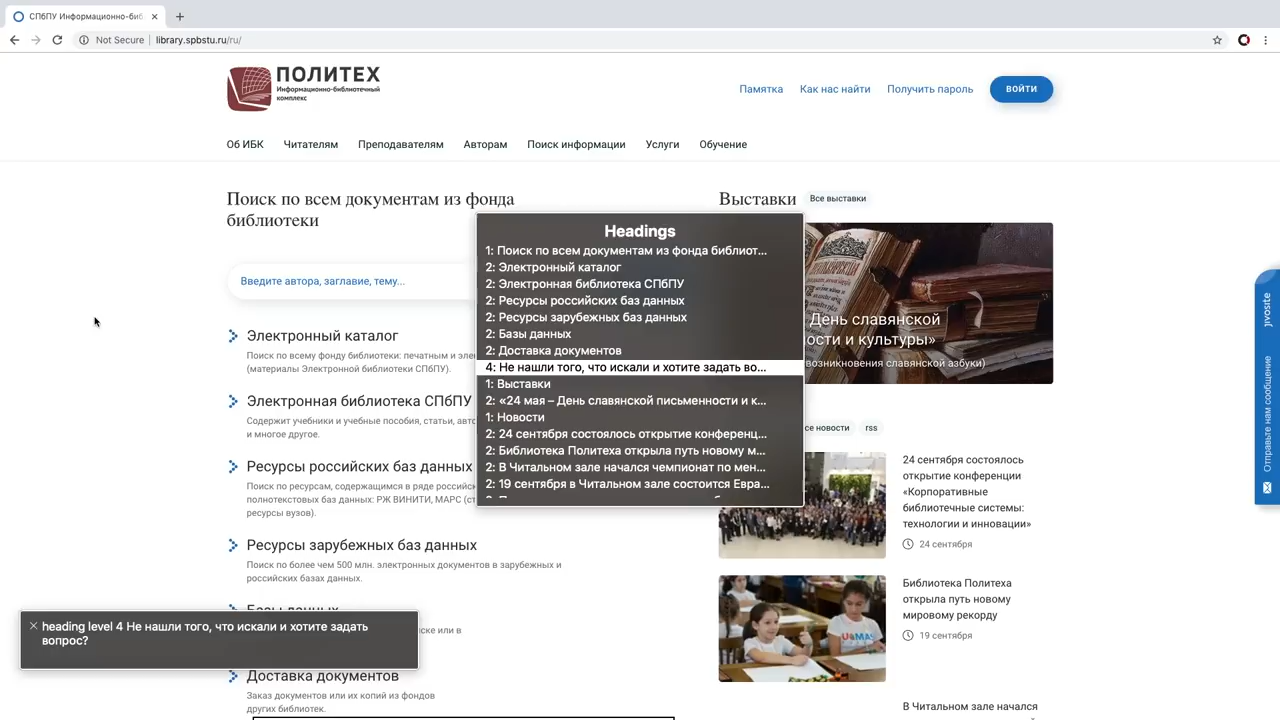 СПбПУ Информационно-биб
Not Secure
library.spbstu.ru/ru/
ПОЛИТЕХ
Информационно-библиотечный
комплекс
Памятка
Как нас найти
Получить пароль
ВОЙТИ
Об ИБК
Читателям
Преподавателям
Авторам
Поиск информации
Услуги
Обучение
Поиск по всем документам из фонда
библиотеки
Введите автора, заглавие, тему...
Электронный каталог
Поиск по всему фонду библиотеки: печатным и эле
(материалы Электронной библиотеки СПбПУ).
Электронная библиотека СПбПУ
Содержит учебники и учебные пособия, статьи, авто
и многое другое.
Ресурсы российских баз данных
Поиск по ресурсам, содержащимся в ряде российск
полнотекстовых баз данных: РЖ ВИНИТИ, МАРС (ст
ресурсы вузов).
Ресурсы зарубежных баз данных
Поиск по более чем 500 млн. электронных документов в зарубежных и
российских базах данных.
Базы данных
ске или в
Доставка документов
Заказ документов или их копий из фондов
других библиотек.
heading level 4 Не нашли того, что искали и хотите задать
вопрос?
Headings
1: Поиск по всем документам из фонда библиот...
2: Электронный каталог
2: Электронная библиотека СПбПУ
2: Ресурсы российских баз данных
2: Ресурсы зарубежных баз данных
2: Базы данных
2: Доставка документов
4: Не нашли того, что искали и хотите задать во...
1: Выставки
2: «24 мая – День славянской письменности и к...
1: Новости
2: 24 сентября состоялось открытие конференц...
2: Библиотека Политеха открыла путь новому м...
2: В Читальном зале начался чемпионат по мен...
2: 19 сентября в Читальном зале состоится Евра...
Выставки
Все выставки
День славянской
ости и культуры»
возникновения славянской азбуки)
се новости
rss
24 сентября состоялось
открытие конференции
«Корпоративные
библиотечные системы:
технологии и инновации»
24 сентября
Библиотека Политеха
открыла путь новому
мировому рекорду
19 сентября
В Читальном зале начался
jivosite
Отправьте нам сообщение